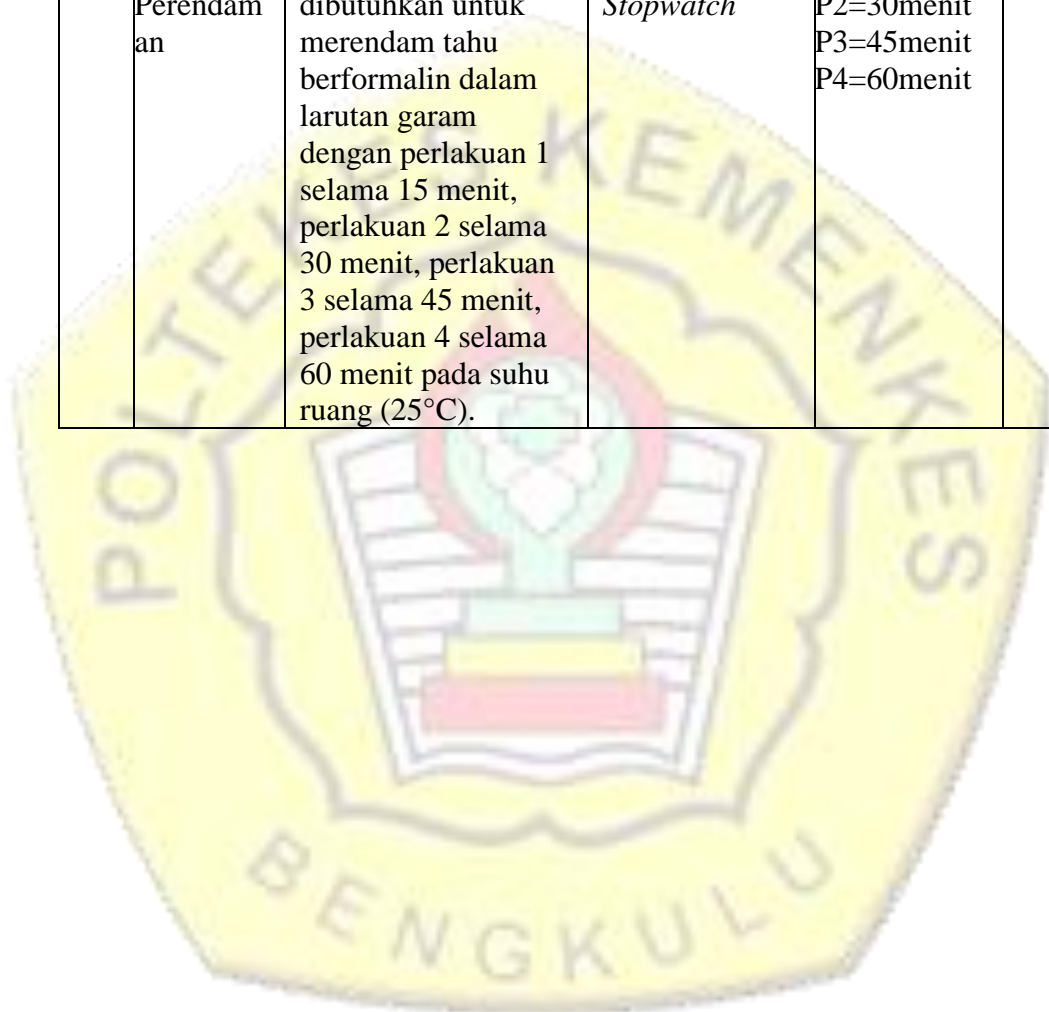 Perendam
an
dibutuhkan untuk
merendam tahu
berformalin dalam
larutan garam
dengan perlakuan 1
selama 15 menit,
perlakuan 2 selama
30 menit, perlakuan
3 selama 45 menit,
perlakuan 4 selama
60 menit pada suhu
ruang (25°C).
Stopwatch
P2=30menit
P3=45menit
P4=60menit
POLTEKES KEMENKES
BENGKULU